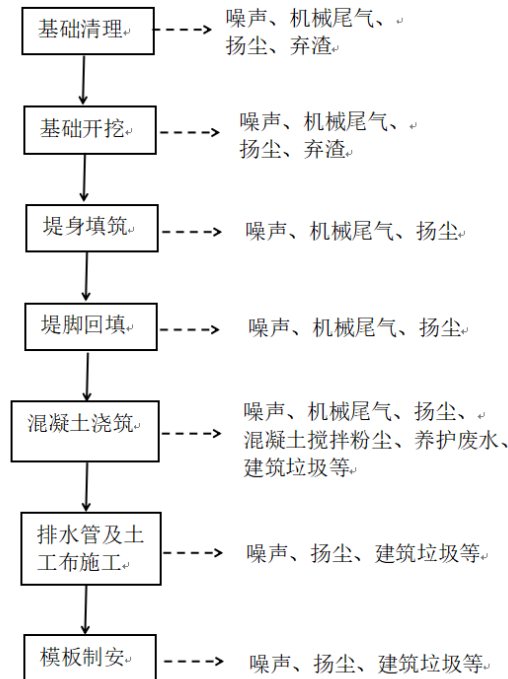 基础清理
噪声、机械尾气、
扬尘、弃渣
基础开挖
噪声、机械尾气、
扬尘、弃渣
堤身填筑
噪声、机械尾气、扬尘
堤脚回填
噪声、机械尾气、扬尘
混凝土浇筑
噪声、机械尾气、扬尘、
混凝土搅拌粉尘、养护废水、
建筑垃圾等
排水管及土
工布施工
噪声、扬尘、建筑垃圾等
模板制安
噪声、扬尘、建筑垃圾等